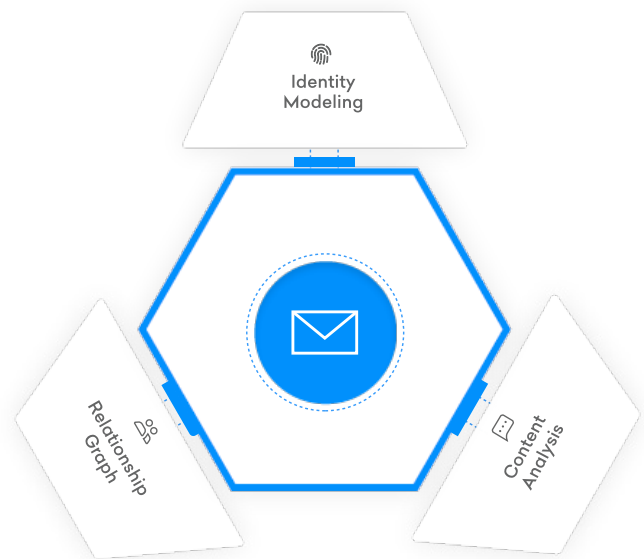 Identity
Modeling
Relationship
Graph
Content
Analysis